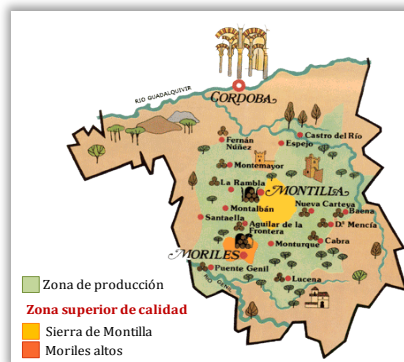 RIO GUADALQUIVIR
CORDOBA
Castro del Río
Fernán
Núñez
Espejo
Montemayor
La Rambla
MONTILLA
Nueva Carteya
Montalbán
Baena
Santaella
Aguilar de la
Frontera
Dª Mencía
MORILES
Monturque
Cabra
Puente Genil
Lucena
Zona de producción
Zona superior de calidad
Sierra de Montilla
Moriles altos